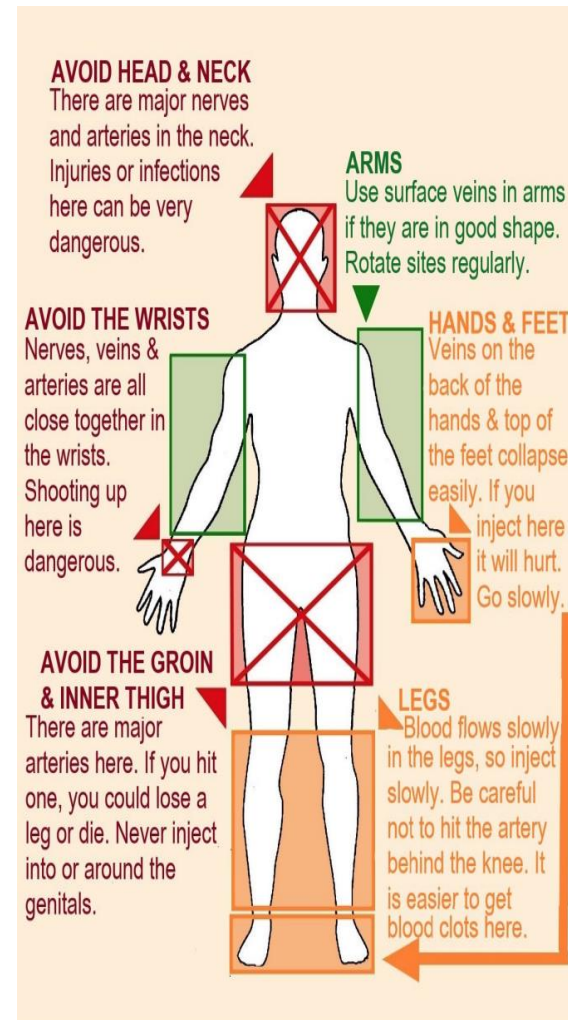 AVOID HEAD & NECK
There are major nerves
and arteries in the neck.
Injuries or infections
here can be very
dangerous.
ARMS
Use surface veins in arms
if they are in good shape.
Rotate sites regularly.
AVOID THE WRISTS
Nerves, veins &
arteries are all
close together in
the wrists.
Shooting up
here is
dangerous.
HANDS & FEET
Veins on the
back of the
hands & top of
the feet collapse
easily. If you
inject here
it will hurt.
Go slowly.
AVOID THE GROIN
& INNER THIGH
There are major
arteries here. If you hit
one, you could lose a
leg or die. Never inject
into or around the
genitals.
LEGS
Blood flows slowly
in the legs, so inject
slowly. Be careful
not to hit the artery
behind the knee. It
is easier to get
blood clots here.